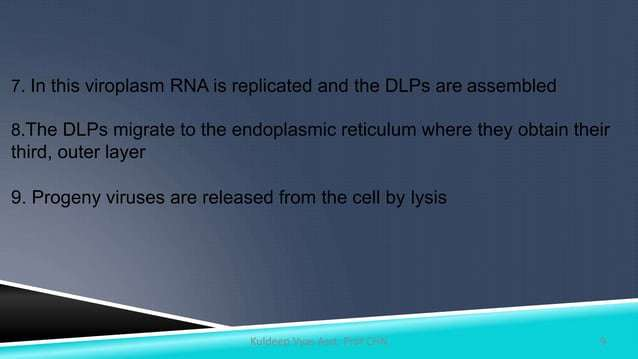 7. In this viroplasm RNA is replicated and the DLPs are assembled
8.The DLPs migrate to the endoplasmic reticulum where they obtain their
third, outer layer
9. Progeny viruses are released from the cell by lysis
Kuldeep Vyas Asst. Prof CHN
9